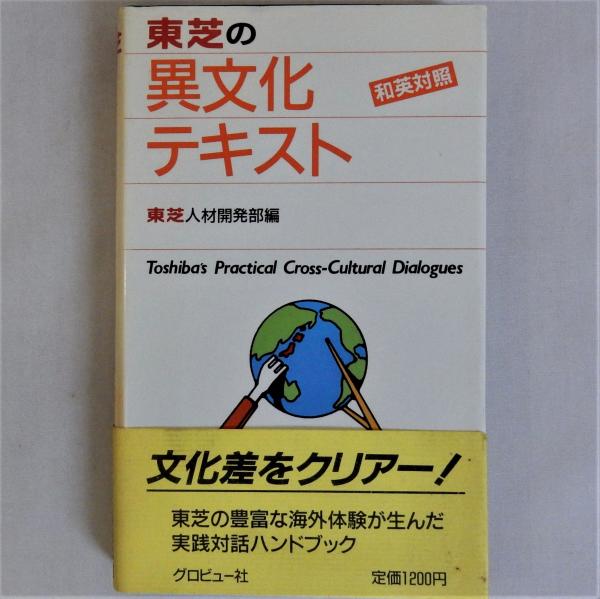 東芝の
異文化
和英対照
テキスト
東芝人材開発部編
Toshiba's Practical Cross-Cultural Dialogues
文化差をクリアー!
東芝の豊富な海外体験が生んだ
実践対話ハンドブック
グロビュー社 定価1200円